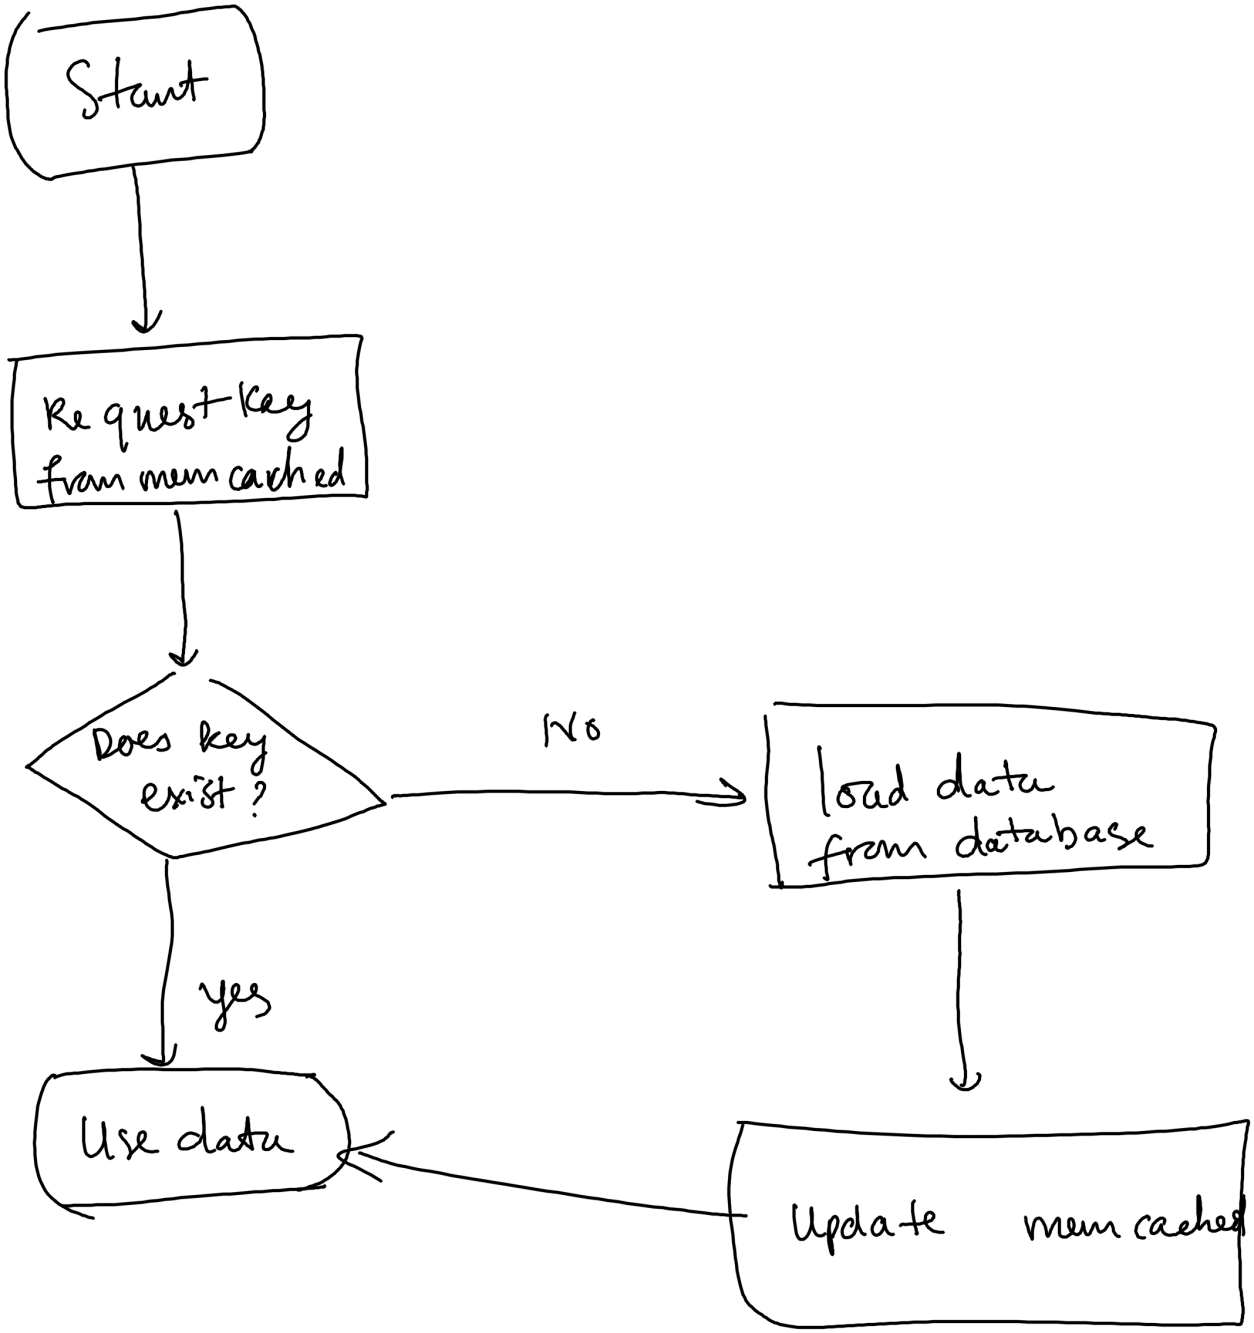 Start
Request key
from memcached
Does key
exist?
No
load data
from database
yes
Use data
Update memcached